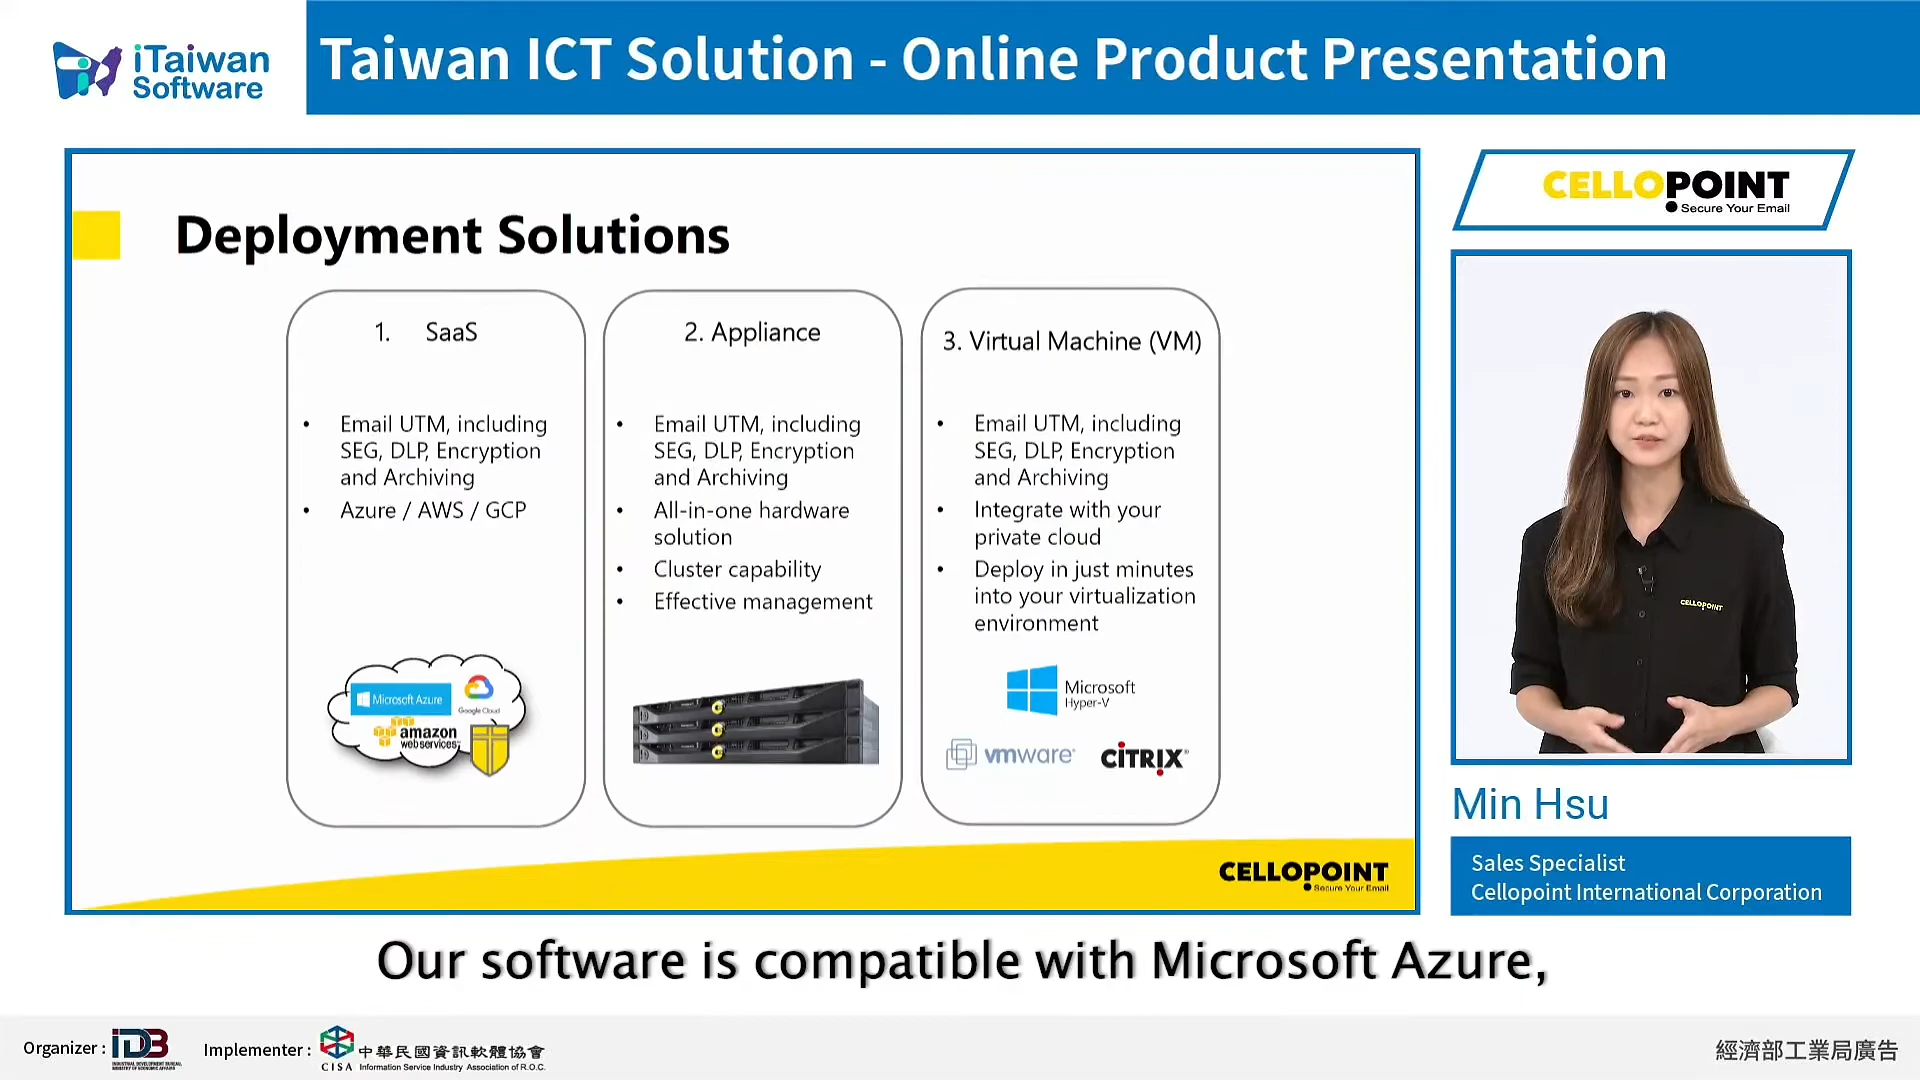 iTaiwan
Software
Taiwan ICT Solution - Online Product Presentation
Deployment Solutions
1. SaaS
• Email UTM, including
SEG, DLP, Encryption
and Archiving
• Azure / AWS / GCP
Microsoft Azure
Google Cloud
amazon
web services™
2. Appliance
• Email UTM, including
SEG, DLP, Encryption
and Archiving
• All-in-one hardware
solution
• Cluster capability
• Effective management
3. Virtual Machine (VM)
• Email UTM, including
SEG, DLP, Encryption
and Archiving
• Integrate with your
private cloud
• Deploy in just minutes
into your virtualization
environment
Microsoft
Hyper-V
vmware®
CİTRIX®
CELLOPOINT
Secure Your Email
CELLOPOINT
Secure Your Email
CELLOPOINT
Min Hsu
Sales Specialist
Cellopoint International Corporation
Our software is compatible with Microsoft Azure,
Organizer : IDB
INDUSTRIAL DEVELOPMENT BUREAU,
MINISTRY OF ECONOMIC AFFAIRS
Implementer : CISA 中華民國資訊軟體協會
Information Service Industry Association of R.O.C.
經濟部工業局廣告